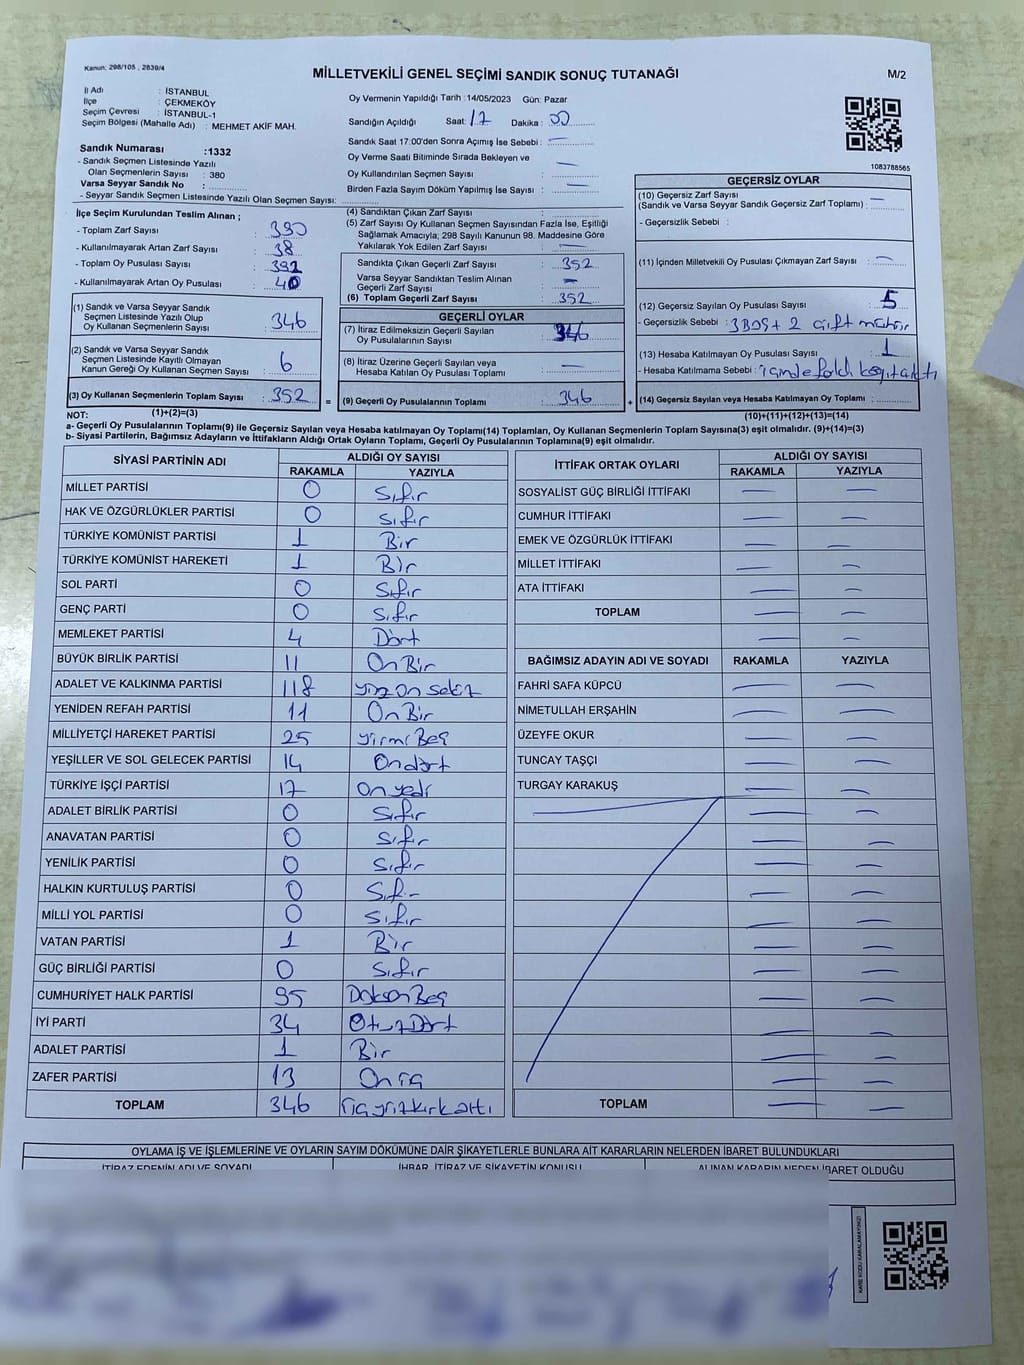 Kanun: 298/105 , 2839/4
MİLLETVEKİLİ GENEL SEÇİMİ SANDIK SONUÇ TUTANAĞI
M/2
İl Adı : İSTANBUL
İlçe : ÇEKMEKÖY
Seçim Çevresi : İSTANBUL-1
Seçim Bölgesi (Mahalle Adı) : MEHMET AKİF MAH.
Oy Vermenin Yapıldığı Tarih :14/05/2023 Gün: Pazar
Sandığın Açıldığı Saat: 17 Dakika : 00
Sandık Saat 17:00'den Sonra Açımış İse Sebebi : —
Oy Verme Saati Bitiminde Sırada Bekleyen ve
Oy Kullandırılan Seçmen Sayısı : —
Birden Fazla Sayım Döküm Yapılmış İse Sayısı : —
1083788565
Sandık Numarası :1332
- Sandık Seçmen Listesinde Yazılı
Olan Seçmenlerin Sayısı : 380
Varsa Seyyar Sandık No :
- Seyyar Sandık Seçmen Listesinde Yazılı Olan Seçmen Sayısı:
İlçe Seçim Kurulundan Teslim Alınan ;
- Toplam Zarf Sayısı : 390
- Kullanılmayarak Artan Zarf Sayısı : 38
- Toplam Oy Pusulası Sayısı : 392
- Kullanılmayarak Artan Oy Pusulası : 40
(1) Sandık ve Varsa Seyyar Sandık
Seçmen Listesinde Yazılı Olup
Oy Kullanan Seçmenlerin Sayısı : 346
(2) Sandık ve Varsa Seyyar Sandık
Seçmen Listesinde Kayıtlı Olmayan
Kanun Gereği Oy Kullanan Seçmen Sayısı : 6
(3) Oy Kullanan Seçmenlerin Toplam Sayısı : 352
(4) Sandıktan Çıkan Zarf Sayısı :
(5) Zarf Sayısı Oy Kullanan Seçmen Sayısından Fazla İse, Eşitliği
Sağlamak Amacıyla; 298 Sayılı Kanunun 98. Maddesine Göre
Yakılarak Yok Edilen Zarf Sayısı : —
Sandıkta Çıkan Geçerli Zarf Sayısı : 352
Varsa Seyyar Sandıktan Teslim Alınan
Geçerli Zarf Sayısı : —
(6) Toplam Geçerli Zarf Sayısı : 352
GEÇERLİ OYLAR
(7) İtiraz Edilmeksizin Geçerli Sayılan
Oy Pusulalarının Sayısı : 346
(8) İtiraz Üzerine Geçerli Sayılan veya
Hesaba Katılan Oy Pusulası Toplamı : —
= (9) Geçerli Oy Pusulalarının Toplamı : 346 +
GEÇERSİZ OYLAR
(10) Geçersiz Zarf Sayısı : —
(Sandık ve Varsa Seyyar Sandık Geçersiz Zarf Toplamı)
- Geçersizlik Sebebi :
(11) İçinden Milletvekili Oy Pusulası Çıkmayan Zarf Sayısı : —
(12) Geçersiz Sayılan Oy Pusulası Sayısı : 5
- Geçersizlik Sebebi : 3 BOŞ + 2 çift mühür
(13) Hesaba Katılmayan Oy Pusulası Sayısı : 1
- Hesaba Katılmama Sebebi :
(14) Geçersiz Sayılan veya Hesaba Katılmayan Oy Toplamı :
NOT: (1)+(2)=(3)
(10)+(11)+(12)+(13)=(14)
a- Geçerli Oy Pusulalarının Toplamı(9) ile Geçersiz Sayılan veya Hesaba katılmayan Oy Toplamı(14) Toplamları, Oy Kullanan Seçmenlerin Toplam Sayısına(3) eşit olmalıdır. (9)+(14)=(3)
b- Siyasi Partilerin, Bağımsız Adayların ve İttifakların Aldığı Ortak Oyların Toplamı, Geçerli Oy Pusulalarının Toplamına(9) eşit olmalıdır.
SİYASİ PARTİNİN ADI ALDIĞI OY SAYISI
RAKAMLA YAZIYLA
MİLLET PARTİSİ 0 Sıfır
HAK VE ÖZGÜRLÜKLER PARTİSİ 0 Sıfır
TÜRKİYE KOMÜNİST PARTİSİ 1 Bir
TÜRKİYE KOMÜNİST HAREKETİ 1 Bir
SOL PARTİ 0 Sıfır
GENÇ PARTİ 0 Sıfır
MEMLEKET PARTİSİ 4 Dört
BÜYÜK BİRLİK PARTİSİ 11 On Bir
ADALET VE KALKINMA PARTİSİ 118 yüz on sekiz
YENİDEN REFAH PARTİSİ 11 On Bir
MİLLİYETÇİ HAREKET PARTİSİ 25 yirmi Beş
YEŞİLLER VE SOL GELECEK PARTİSİ 14 On dört
TÜRKİYE İŞÇİ PARTİSİ 17 On yedi
ADALET BİRLİK PARTİSİ 0 Sıfır
ANAVATAN PARTİSİ 0 Sıfır
YENİLİK PARTİSİ 0 Sıfır
HALKIN KURTULUŞ PARTİSİ 0 Sıfır
MİLLİ YOL PARTİSİ 0 Sıfır
VATAN PARTİSİ 1 Bir
GÜÇ BİRLİĞİ PARTİSİ 0 Sıfır
CUMHURİYET HALK PARTİSİ 95 Doksan Beş
İYİ PARTİ 34 Otuz Dört
ADALET PARTİSİ 1 Bir
ZAFER PARTİSİ 13 On üç
TOPLAM 346 üç yüz kırk altı
İTTİFAK ORTAK OYLARI ALDIĞI OY SAYISI
RAKAMLA YAZIYLA
SOSYALİST GÜÇ BİRLİĞİ İTTİFAKI — —
CUMHUR İTTİFAKI — —
EMEK VE ÖZGÜRLÜK İTTİFAKI — —
MİLLET İTTİFAKI — —
ATA İTTİFAKI — —
TOPLAM — —
BAĞIMSIZ ADAYIN ADI VE SOYADI RAKAMLA YAZIYLA
FAHRİ SAFA KÜPCÜ — —
NİMETULLAH ERŞAHİN — —
ÜZEYFE OKUR — —
TUNCAY TAŞÇI — —
TURGAY KARAKUŞ — —
TOPLAM — —
OYLAMA İŞ VE İŞLEMLERİNE VE OYLARIN SAYIM DÖKÜMÜNE DAİR ŞİKAYETLERLE BUNLARA AİT KARARLARIN NELERDEN İBARET BULUNDUKLARI
İTİRAZ EDENİN ADI VE SOYADI İHBAR, İTİRAZ VE ŞİKAYETİN KONUSU ALINAN KARARIN NEDEN İBARET OLDUĞU
KARE KODU KARALAMAYINIZ!